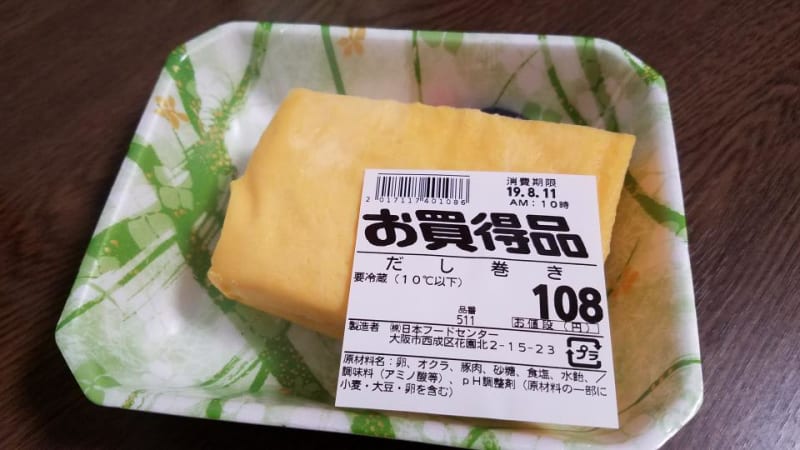 消費期限
19.8.11
AM:10時
2 017117 401086
お買得品
だし巻き
要冷蔵(10℃以下)
品番
511
108
お値段(円)
製造者 ㈱日本フードセンター
大阪市西成区花園北2-15-23
プラ
原材料名:卵、オクラ、豚肉、砂糖、食塩、水飴、/
調味料(アミノ酸等)、pH調整剤(原材料の一部に
小麦・大豆・卵を含む)